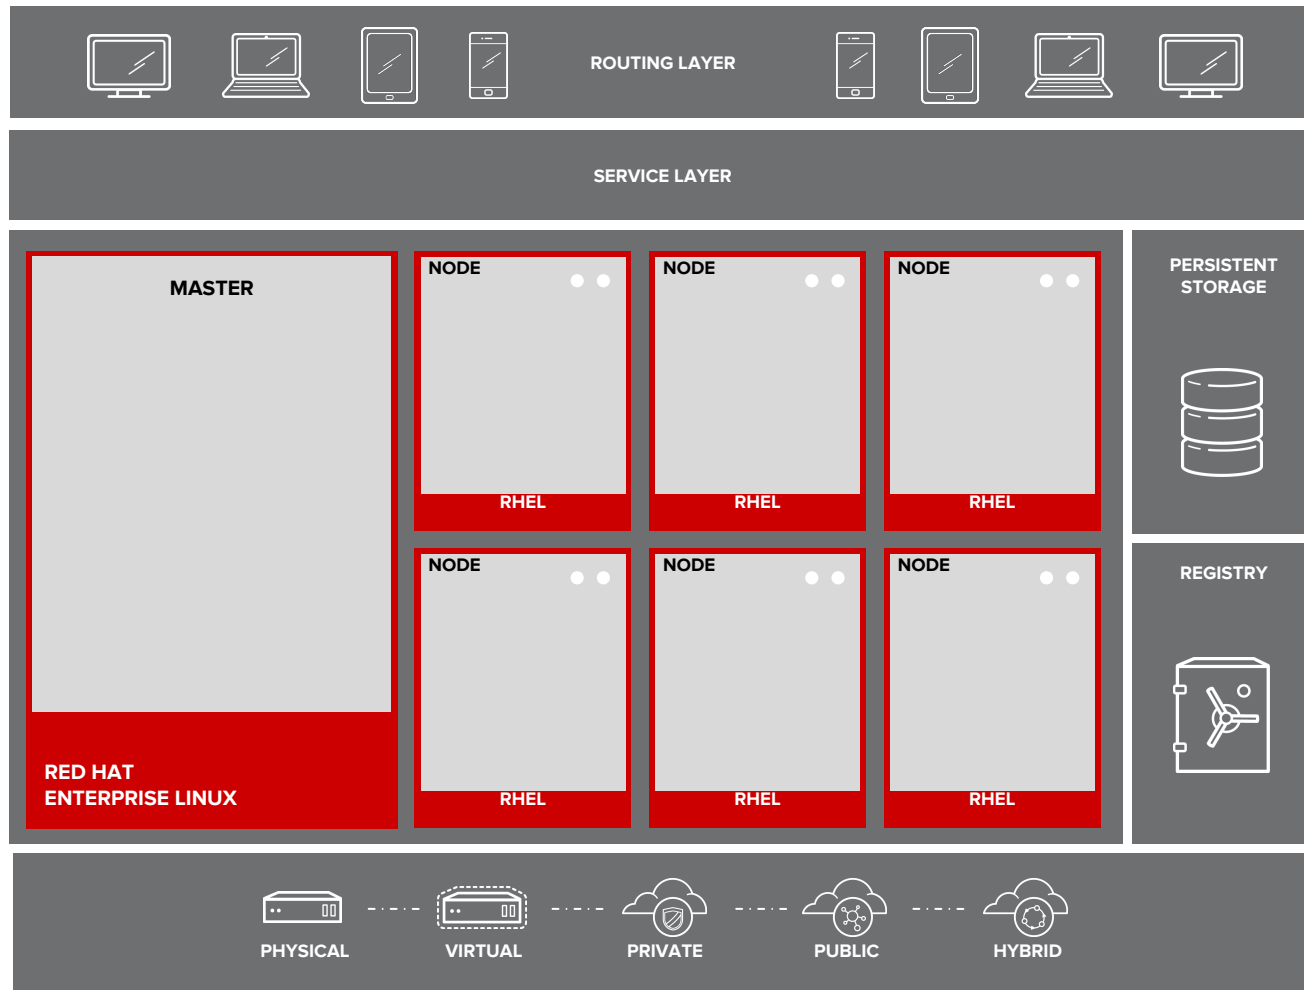 ROUTING LAYER
SERVICE LAYER
MASTER
RED HAT
ENTERPRISE LINUX
NODE
RHEL
NODE
RHEL
NODE
RHEL
NODE
RHEL
NODE
RHEL
NODE
RHEL
PERSISTENT
STORAGE
REGISTRY
PHYSICAL
VIRTUAL
PRIVATE
PUBLIC
HYBRID